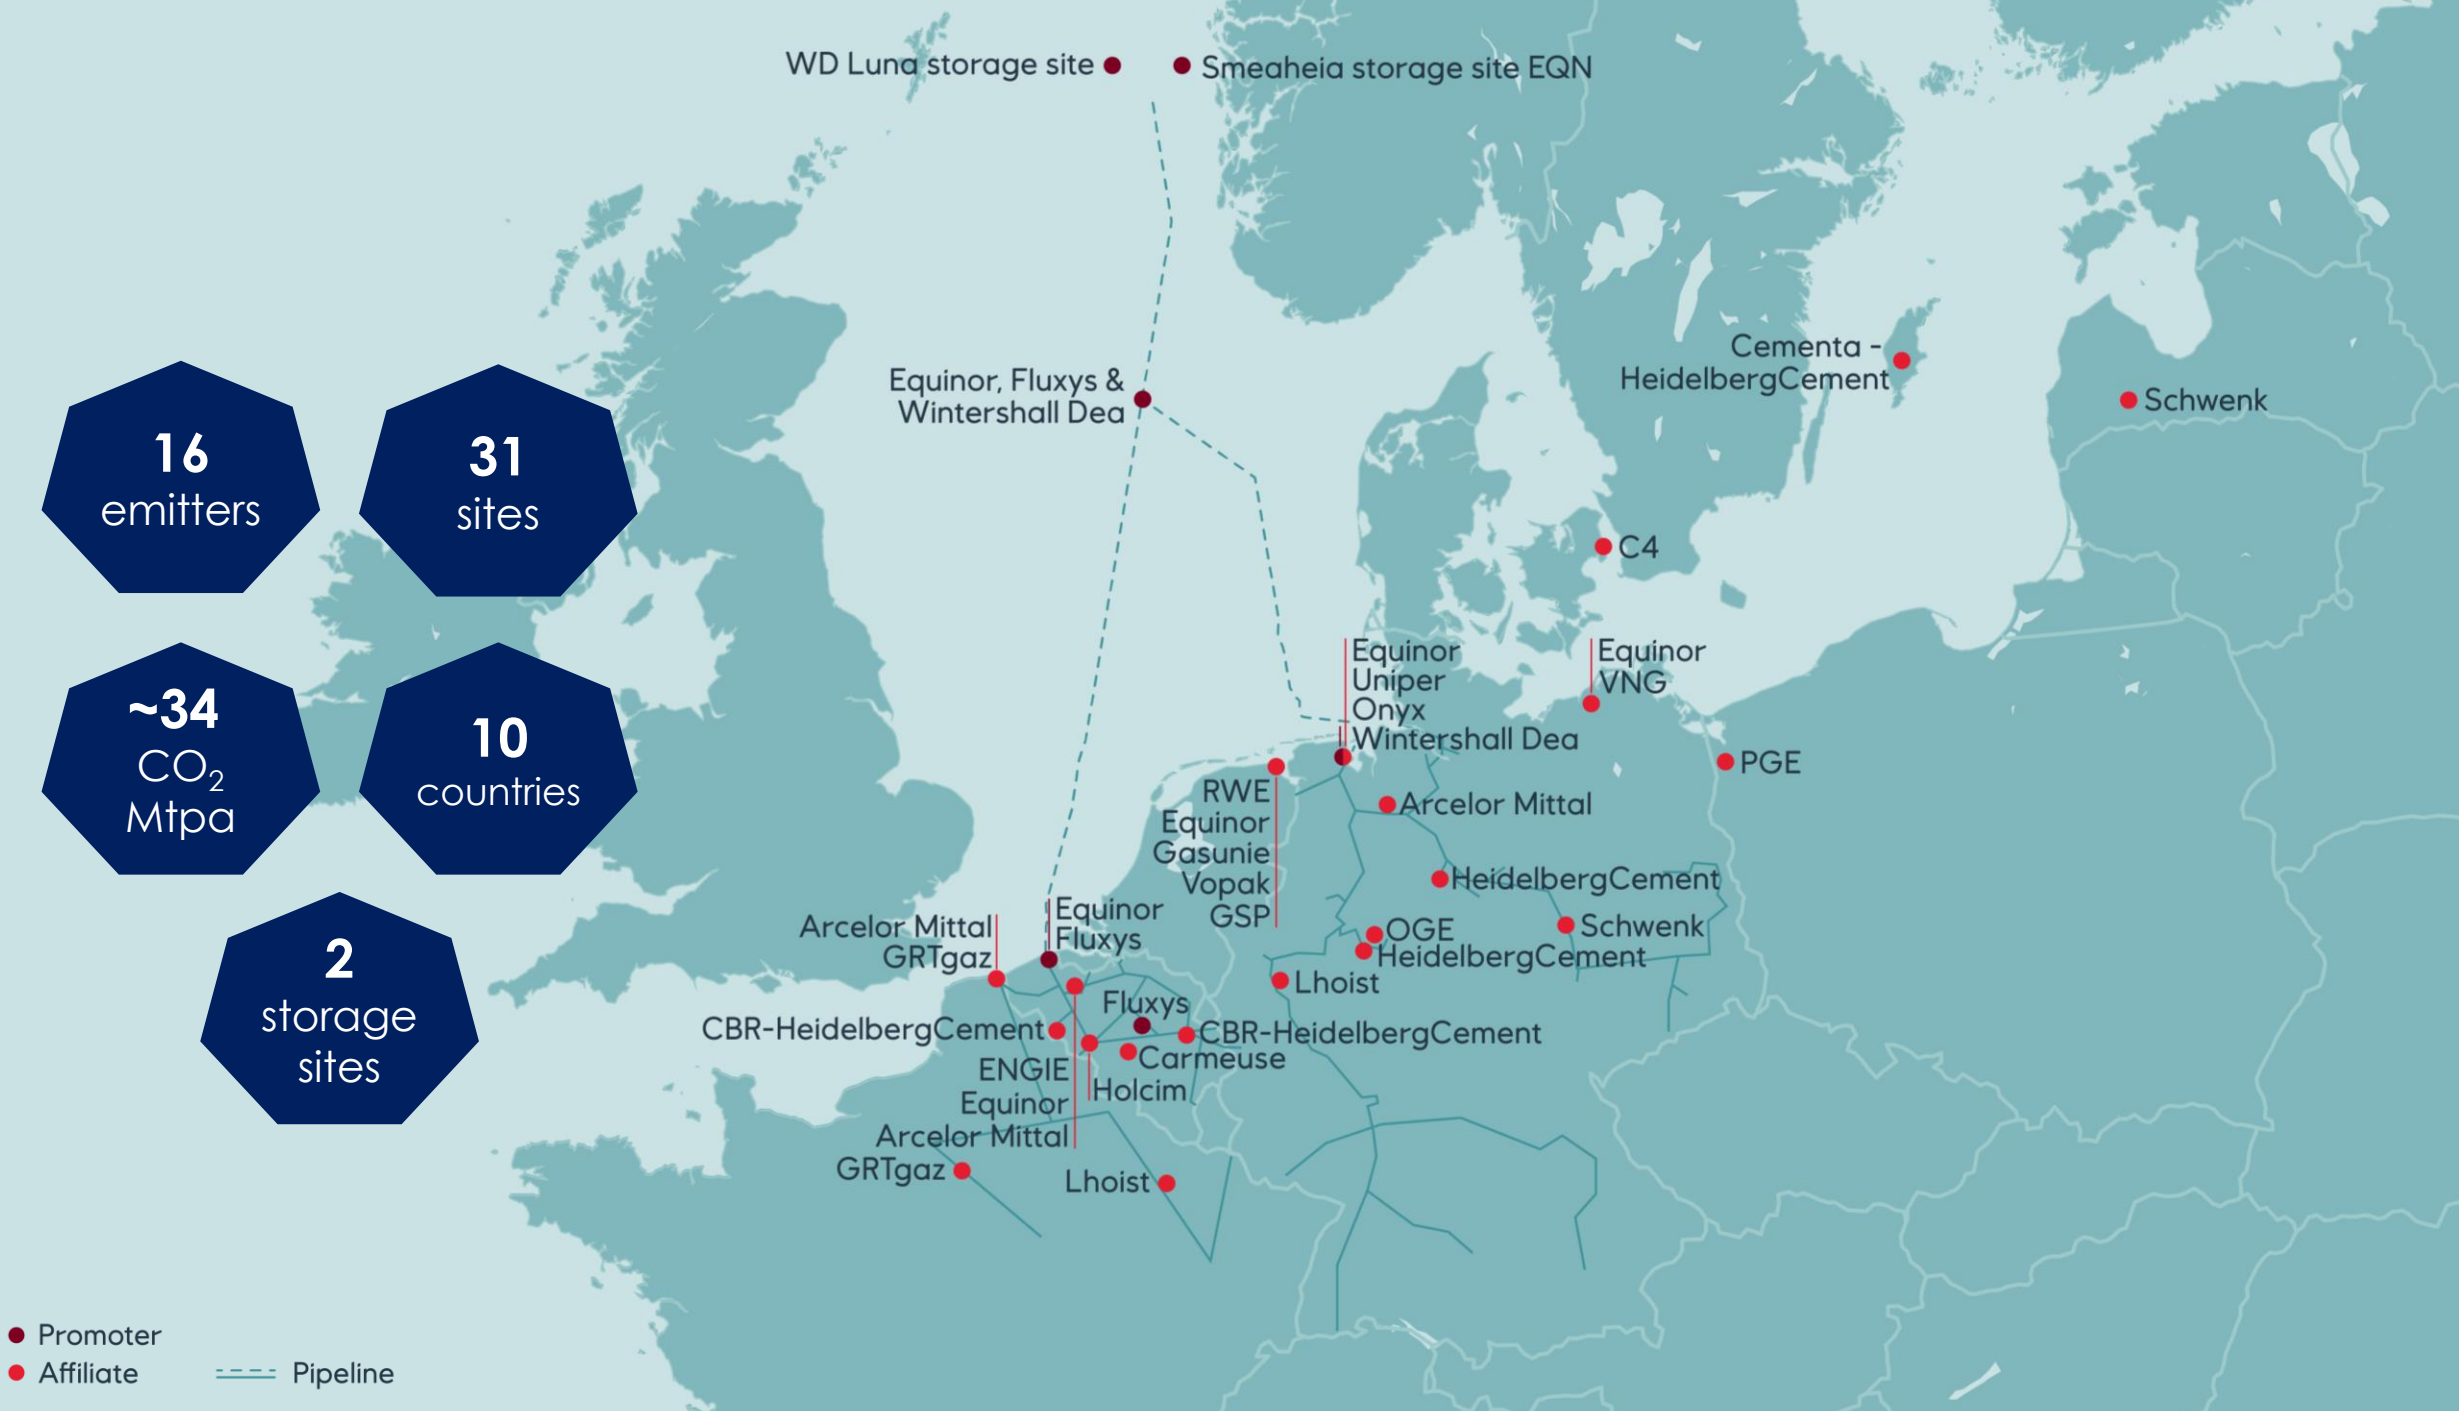 WD Luna storage site
Smeaheia storage site EQN
Equinor, Fluxys &
Wintershall Dea
Cementa -
HeidelbergCement
Schwenk
16
emitters
31
sites
~34
CO₂
Mtpa
10
countries
2
storage
sites
C4
Equinor
Uniper
Onyx
Wintershall Dea
Equinor
VNG
PGE
RWE
Equinor
Gasunie
Vopak
GSP
Arcelor Mittal
HeidelbergCement
Schwenk
OGE
HeidelbergCement
Lhoist
Arcelor Mittal
GRTgaz
Equinor
Fluxys
Fluxys
CBR-HeidelbergCement
CBR-HeidelbergCement
Carmeuse
Holcim
ENGIE
Equinor
Arcelor Mittal
GRTgaz
Lhoist
Promoter
Affiliate
Pipeline